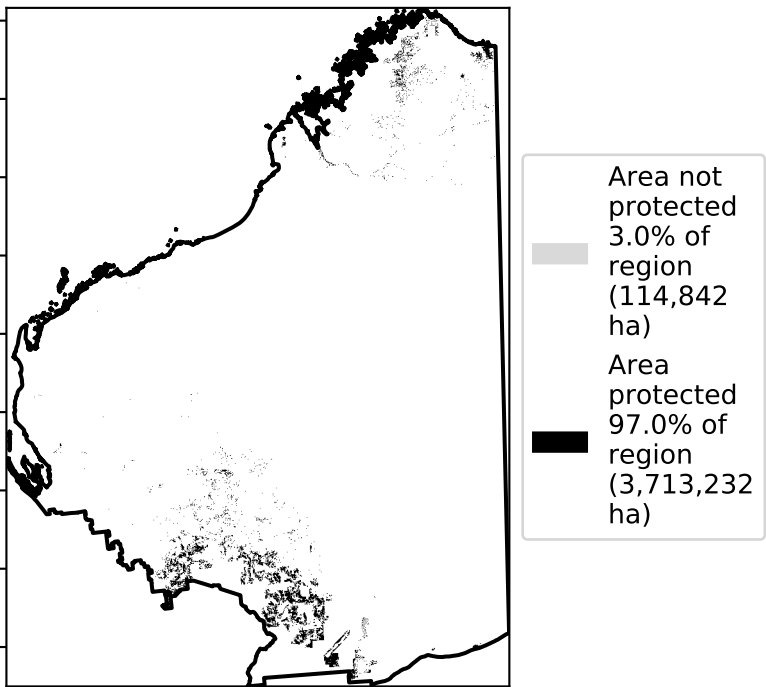 Area not
protected
3.0% of
region
(114,842
ha)
Area
protected
97.0% of
region
(3,713,232
ha)